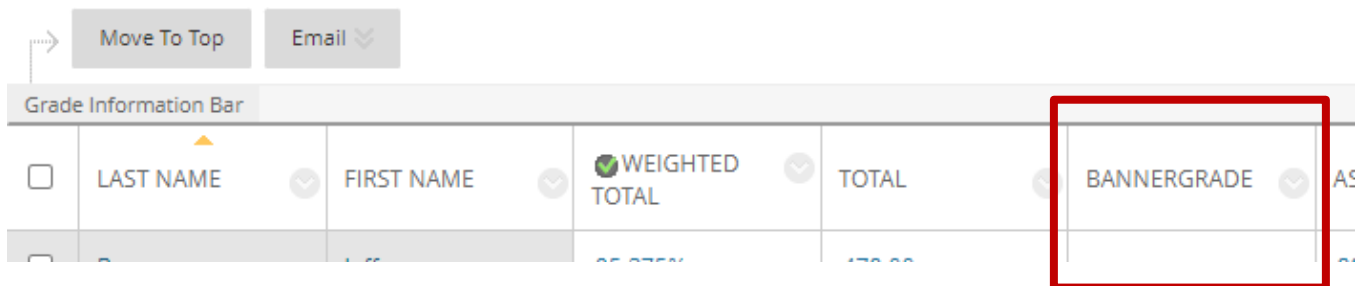 Move To Top Email
Grade Information Bar
LAST NAME FIRST NAME WEIGHTED TOTAL TOTAL BANNERGRADE